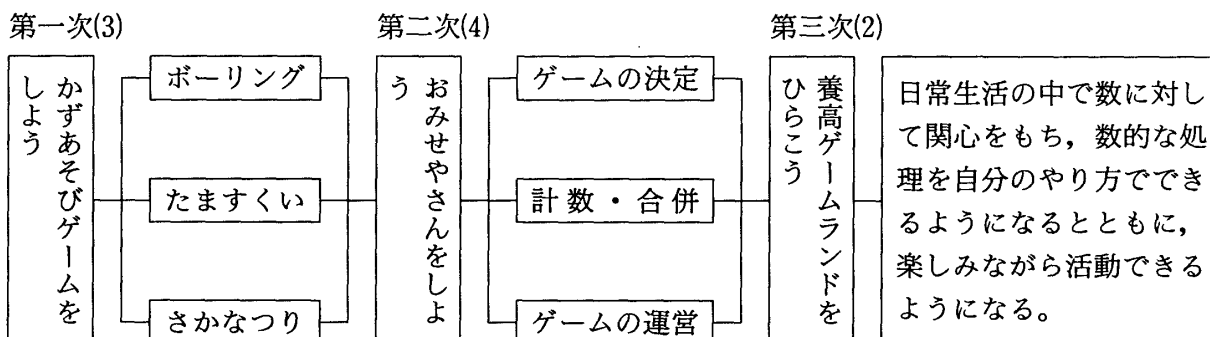 第一次(3)
かずあそびゲームを
しよう
ボーリング
たますくい
さかなつり
第二次(4)
おみせやさんをしよ
う
ゲームの決定
計数・合併
ゲームの運営
第三次(2)
養高ゲームランドを
ひらこう
日常生活の中で数に対し
て関心をもち，数的な処
理を自分のやり方ででき
るようになるとともに，
楽しみながら活動できる
ようになる。